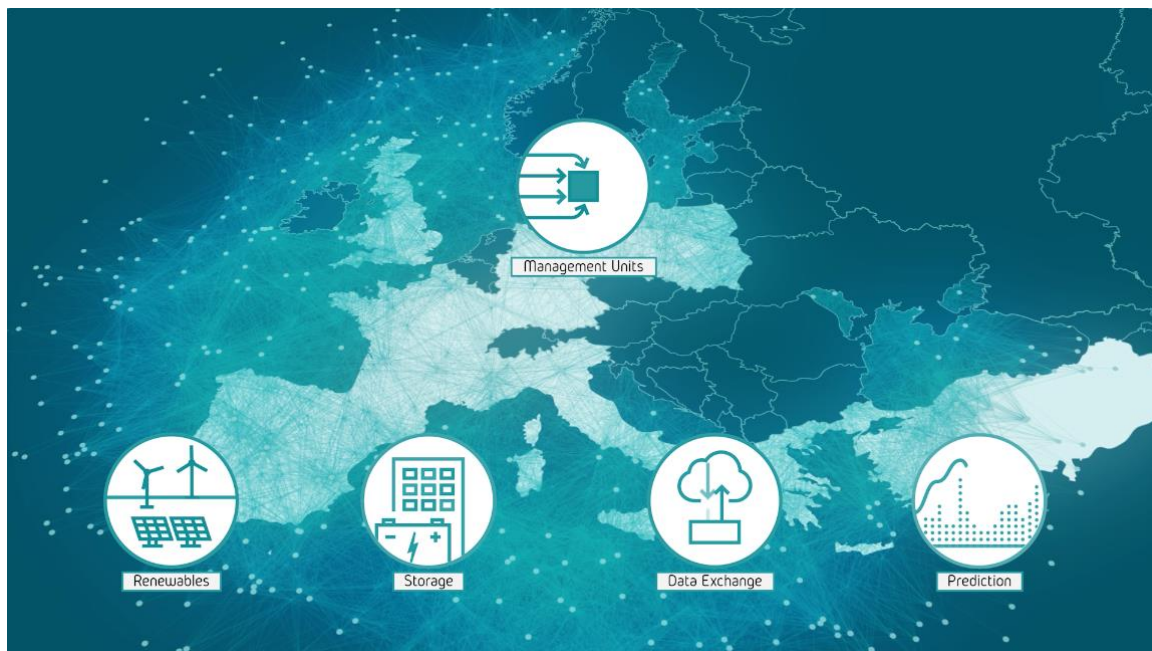 Management Units
Renewables
Storage
Data Exchange
Prediction